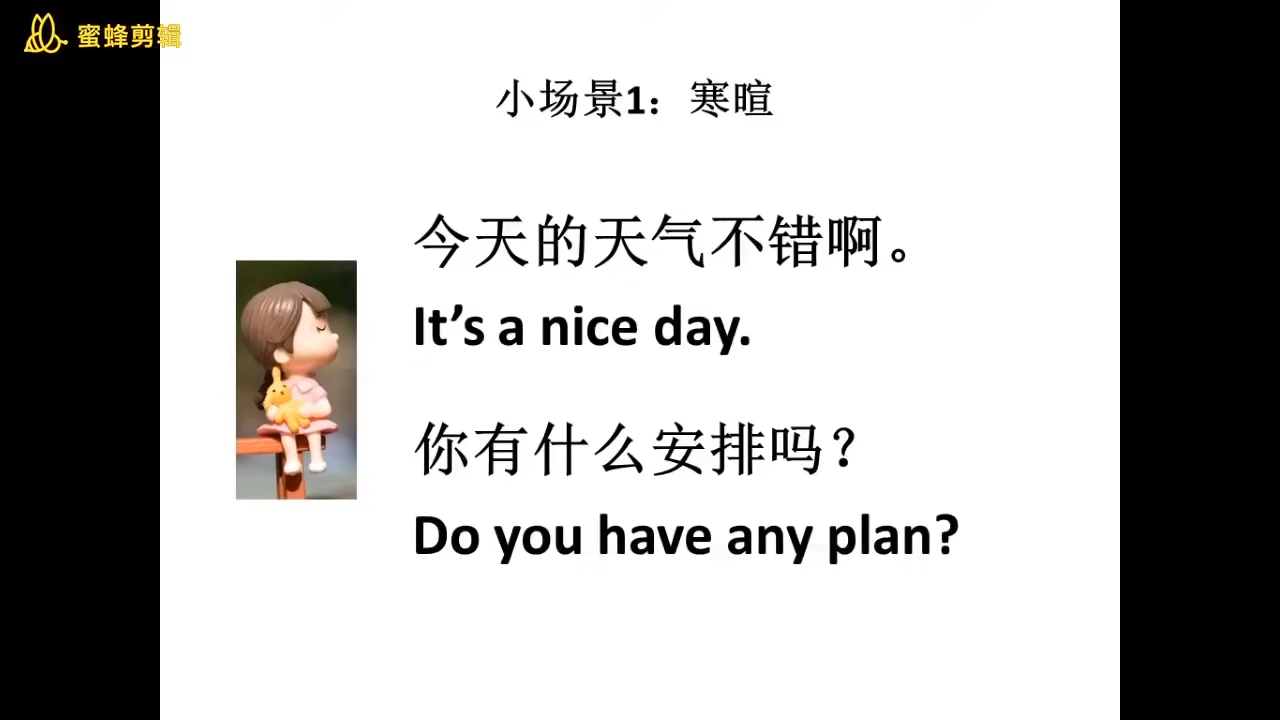 蜜蜂剪辑
小场景1：寒暄
今天的天气不错啊。
It’s a nice day.
你有什么安排吗？
Do you have any plan?